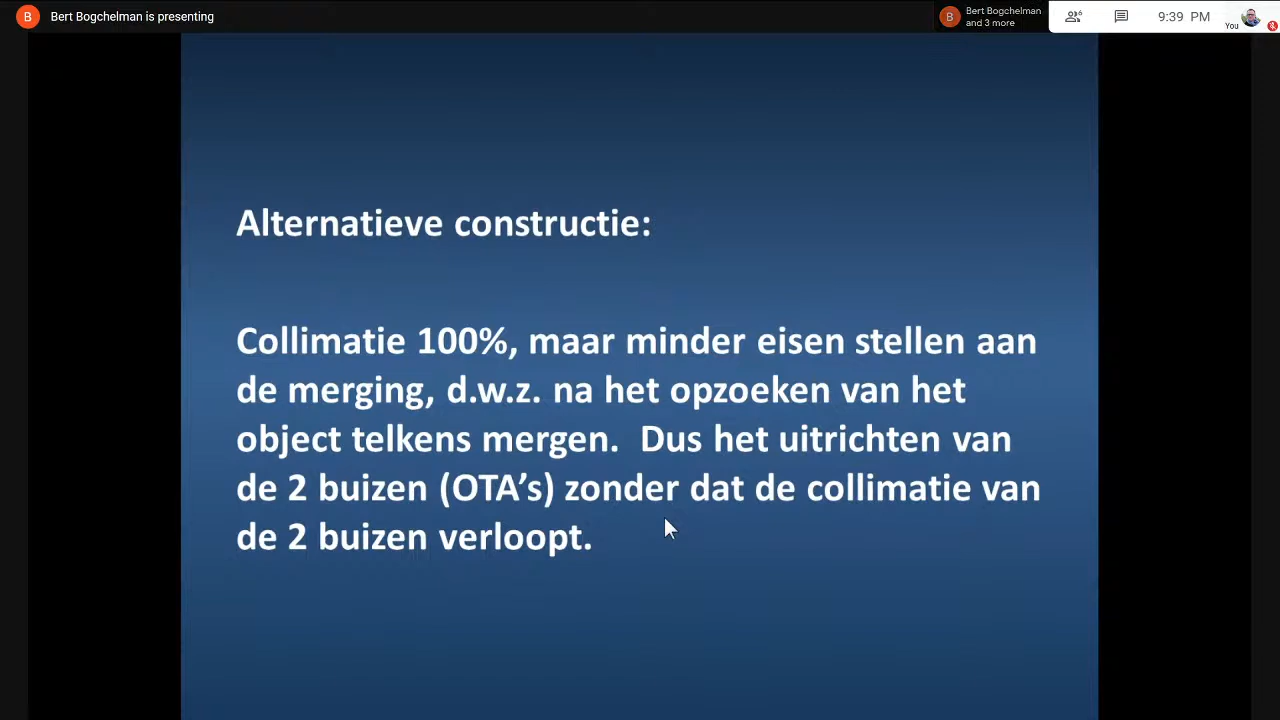 B Bert Bogchelman is presenting
B Bert Bogchelman
and 3 more
6
9:39 PM
You
Alternatieve constructie:
Collimatie 100%, maar minder eisen stellen aan
de merging, d.w.z. na het opzoeken van het
object telkens mergen.  Dus het uitrichten van
de 2 buizen (OTA’s) zonder dat de collimatie van
de 2 buizen verloopt.